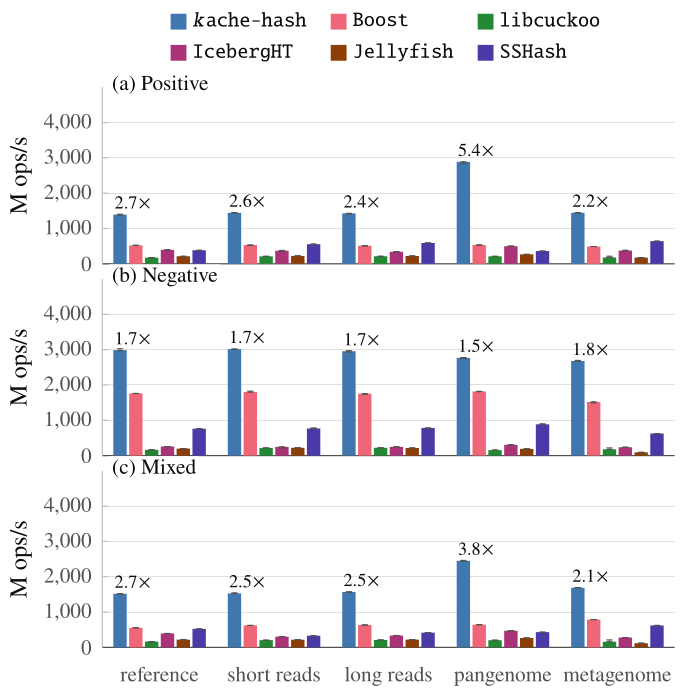 kache-hash Boost libcuckoo
IcebergHT Jellyfish SSHash
(a) Positive
M ops/s
4,000
3,000
2,000
1,000
0
2.7× 2.6× 2.4× 5.4× 2.2×
(b) Negative
M ops/s
4,000
3,000
2,000
1,000
0
1.7× 1.7× 1.7× 1.5× 1.8×
(c) Mixed
M ops/s
4,000
3,000
2,000
1,000
0
2.7× 2.5× 2.5× 3.8× 2.1×
reference short reads long reads pangenome metagenome